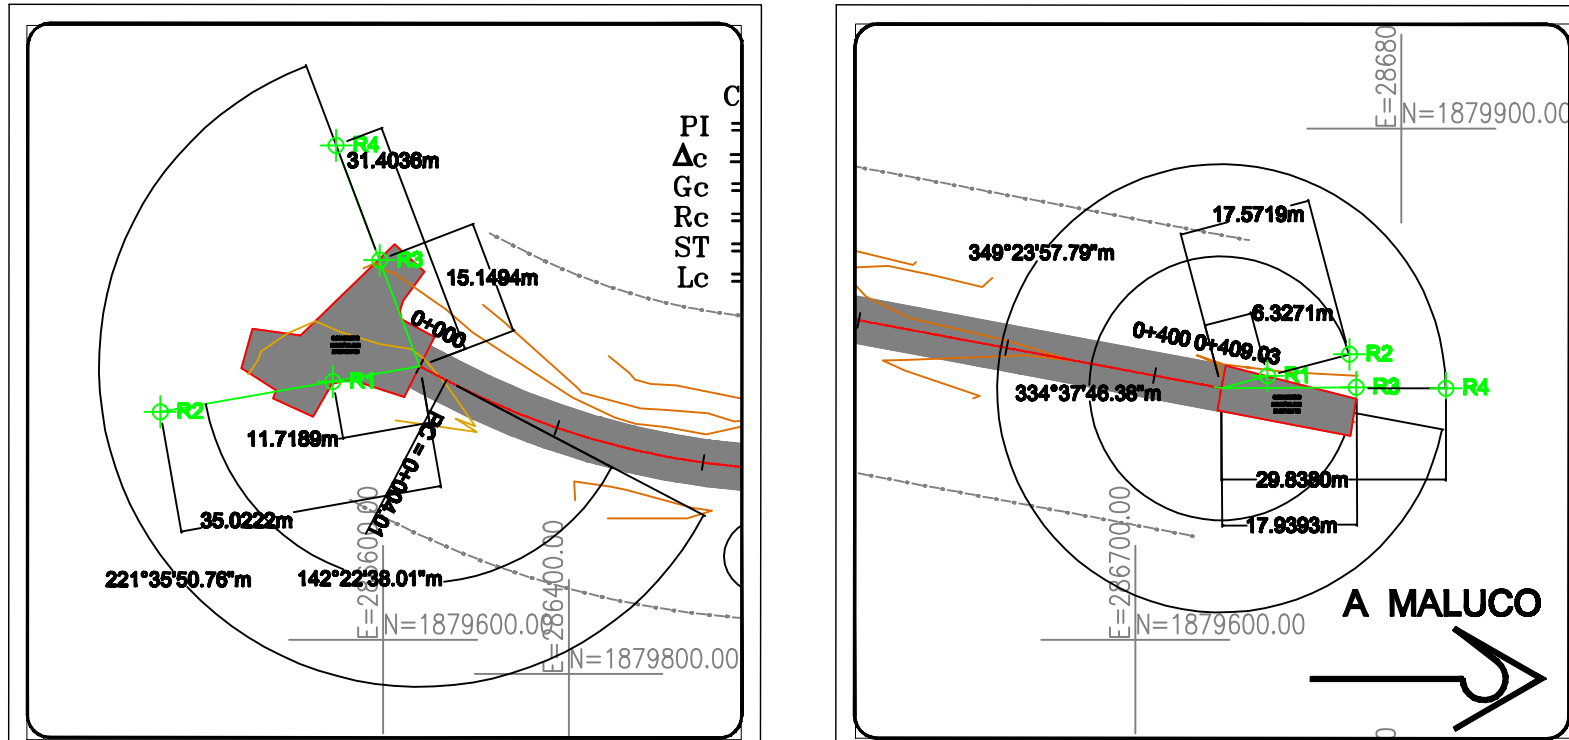 C
PI =
Δc =
Gc =
Rc =
ST =
Lc =
R4
31.4036m
R3
15.1494m
0+000
R1
R2
11.7189m
PC = 0+004.01
35.0222m
221°35'50.76"m
142°22'38.01"m
E=286600.00
N=1879600.00
E=286400.00
N=1879800.00
E=28680
N=1879900.00
17.5719m
349°23'57.79"m
6.3271m
0+400 0+409.03
R2
R1
R3
R4
334°37'46.38"m
29.8380m
17.9393m
E=286700.00
N=1879600.00
A MALUCO
0